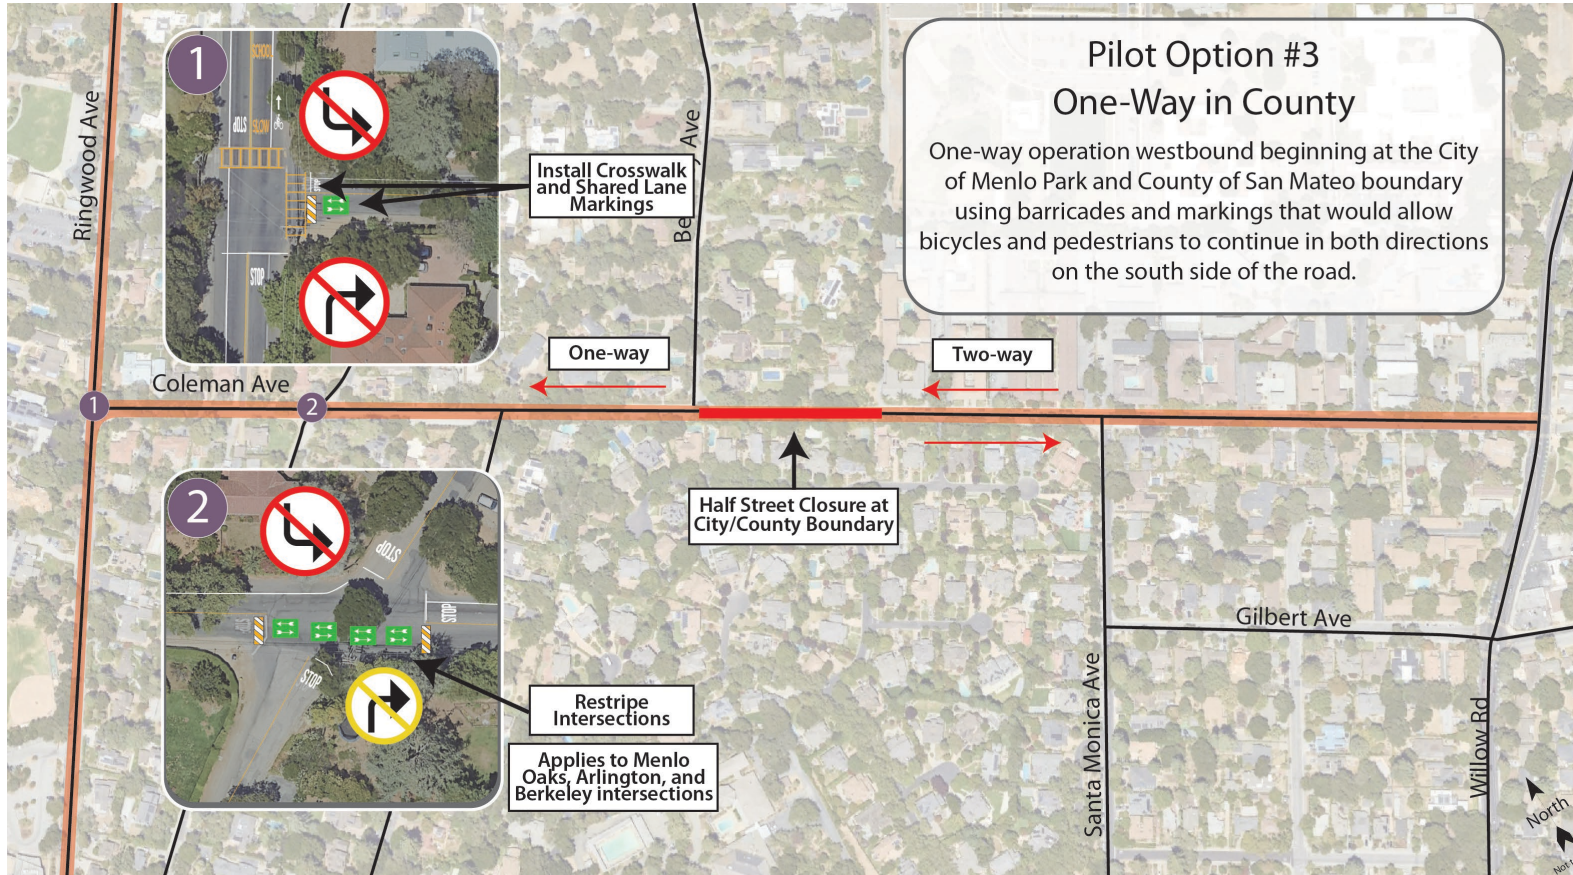 Pilot Option #3
One-Way in County
One-way operation westbound beginning at the City
of Menlo Park and County of San Mateo boundary
using barricades and markings that would allow
bicycles and pedestrians to continue in both directions
on the south side of the road.
1
SCHOOL
STOP
STOP
Install Crosswalk
and Shared Lane
Markings
Ringwood Ave
Ave
One-way
Two-way
Coleman Ave
1
2
Half Street Closure at
City/County Boundary
2
STOP
STOP
STOP
Restripe
Intersections
Applies to Menlo
Oaks, Arlington, and
Berkeley intersections
Gilbert Ave
Santa Monica Ave
Willow Rd
North